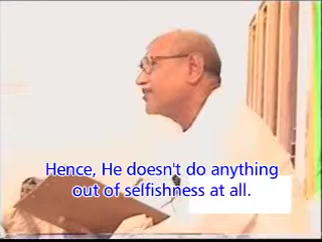 Hence, He doesn't do anything
out of selfishness at all.